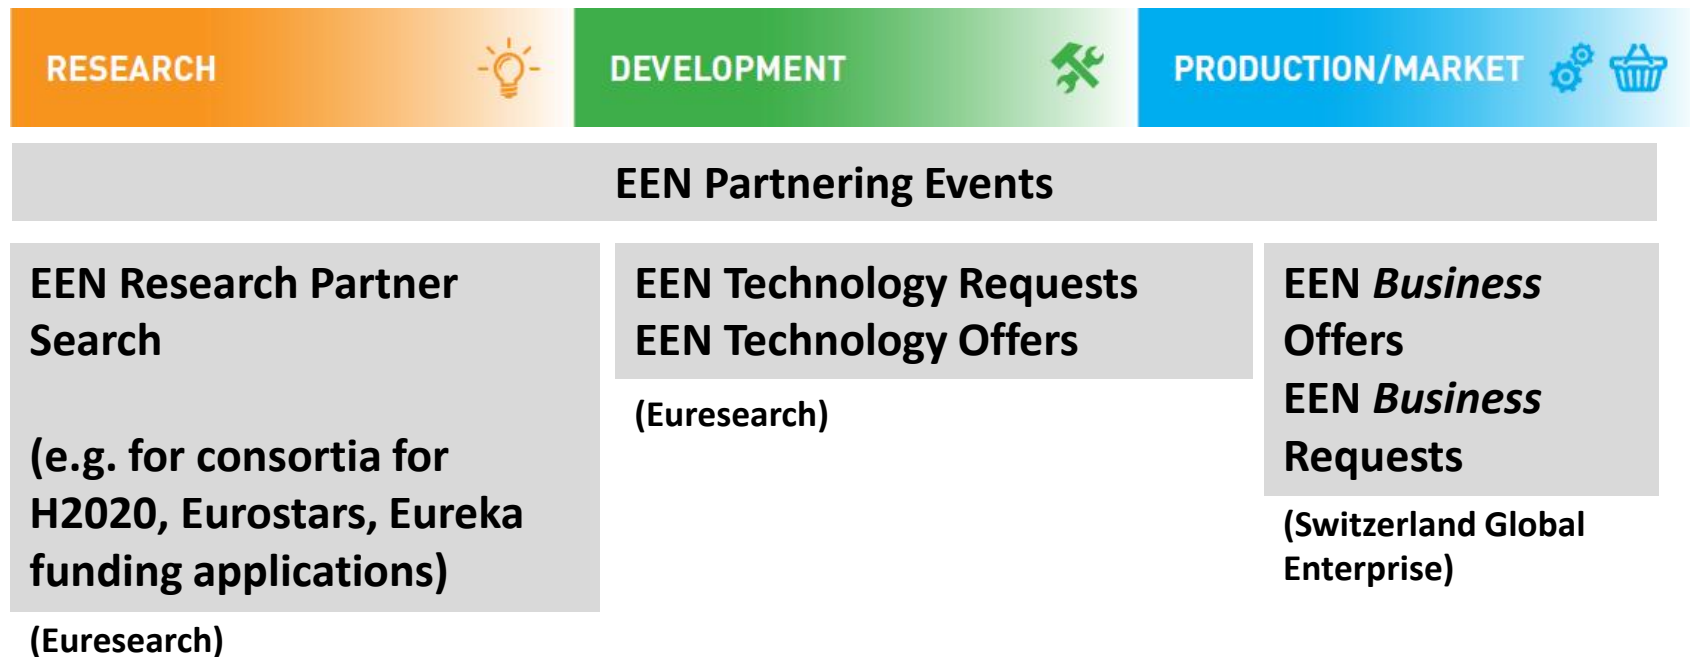 RESEARCH
DEVELOPMENT
PRODUCTION/MARKET
EEN Partnering Events
EEN Research Partner
Search
(e.g. for consortia for
H2020, Eurostars, Eureka
funding applications)
(Euresearch)
EEN Technology Requests
EEN Technology Offers
(Euresearch)
EEN Business
Offers
EEN Business
Requests
(Switzerland Global
Enterprise)